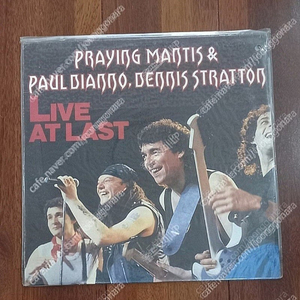 PRAYING MANTIS &
PAUL DIANNO. DENNIS STRATTON
LIVE
AT LAST